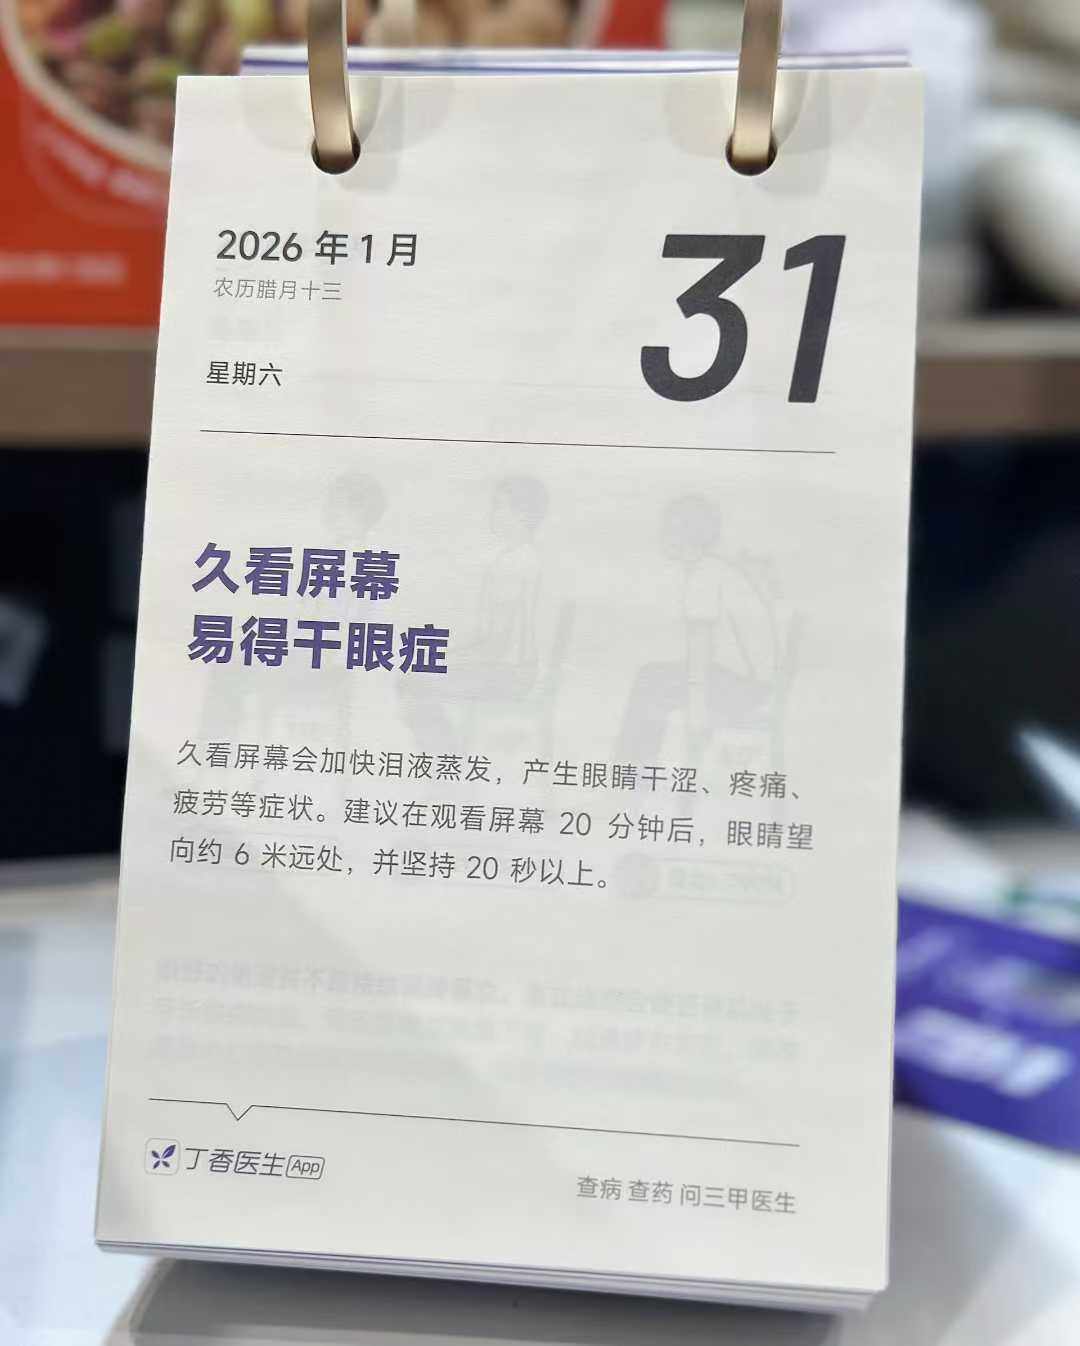 2026 年 1 月
31
农历腊月十三
星期六
久看屏幕
易得干眼症
久看屏幕会加快泪液蒸发，产生眼睛干涩、疼痛、
疲劳等症状。建议在观看屏幕 20 分钟后，眼睛望
向约 6 米远处，并坚持 20 秒以上。
丁香医生App
查病 查药 问三甲医生